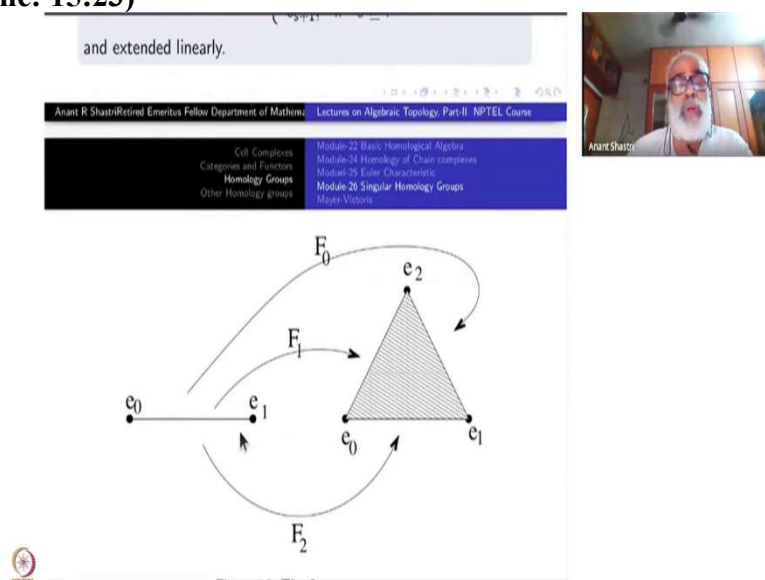 and extended linearly.
Anant R ShastriRetired Emeritus Fellow Department of Mathema
Lectures on Algebraic Topology, Part-II NPTEL Course
Cell Complexes
Categories and Functors
Homology Groups
Other Homology groups
Module-22 Basic Homological Algebra
Module-24 Homology of Chain complexes
Moduel-25 Euler Characteristic
Module-26 Singular Homology Groups
Mayer-Vietoris
Anant Shastri
F0
e2
F1
e0
e1
e0
e1
F2